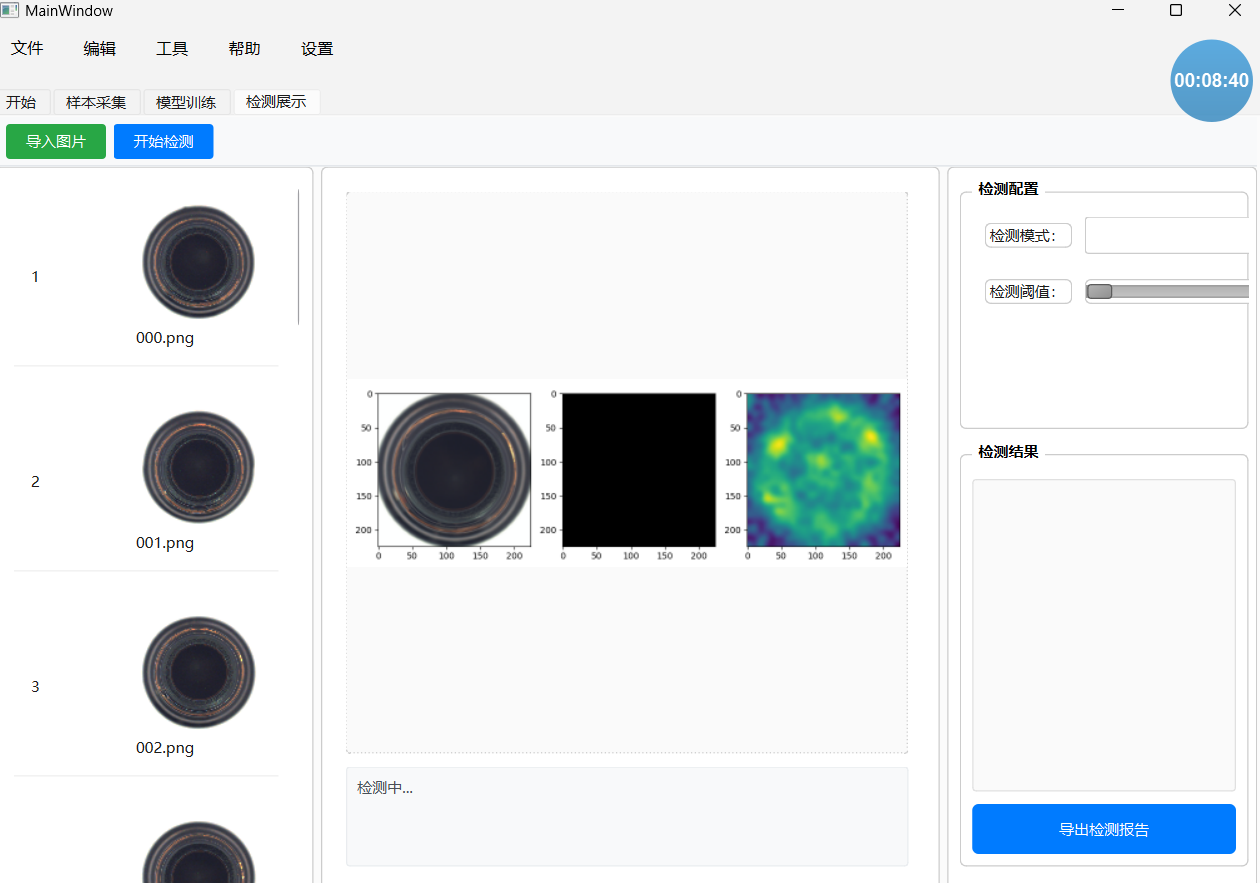 MainWindow
文件 编辑 工具 帮助 设置
00:08:40
开始 样本采集 模型训练 检测展示
导入图片 开始检测
1
000.png
2
001.png
3
002.png
0
50
100
150
200
0 50 100 150 200
0
50
100
150
200
0 50 100 150 200
0
50
100
150
200
0 50 100 150 200
检测中...
检测配置
检测模式:
检测阈值:
检测结果
导出检测报告